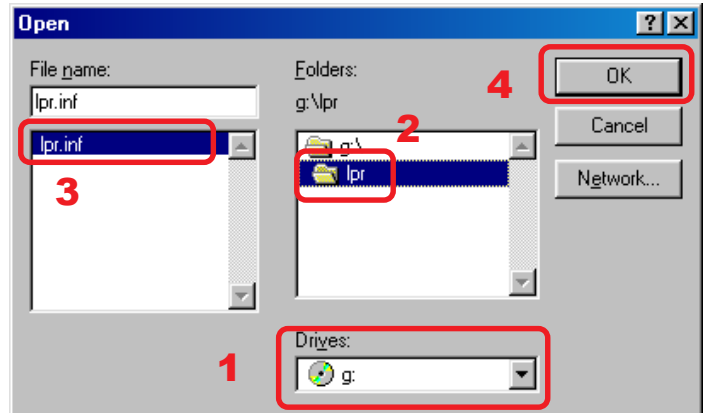 Open
File name:
lpr.inf
lpr.inf
3
Folders:
g:\lpr
2
g:\
lpr
1
Drives:
g:
4
OK
Cancel
Network...